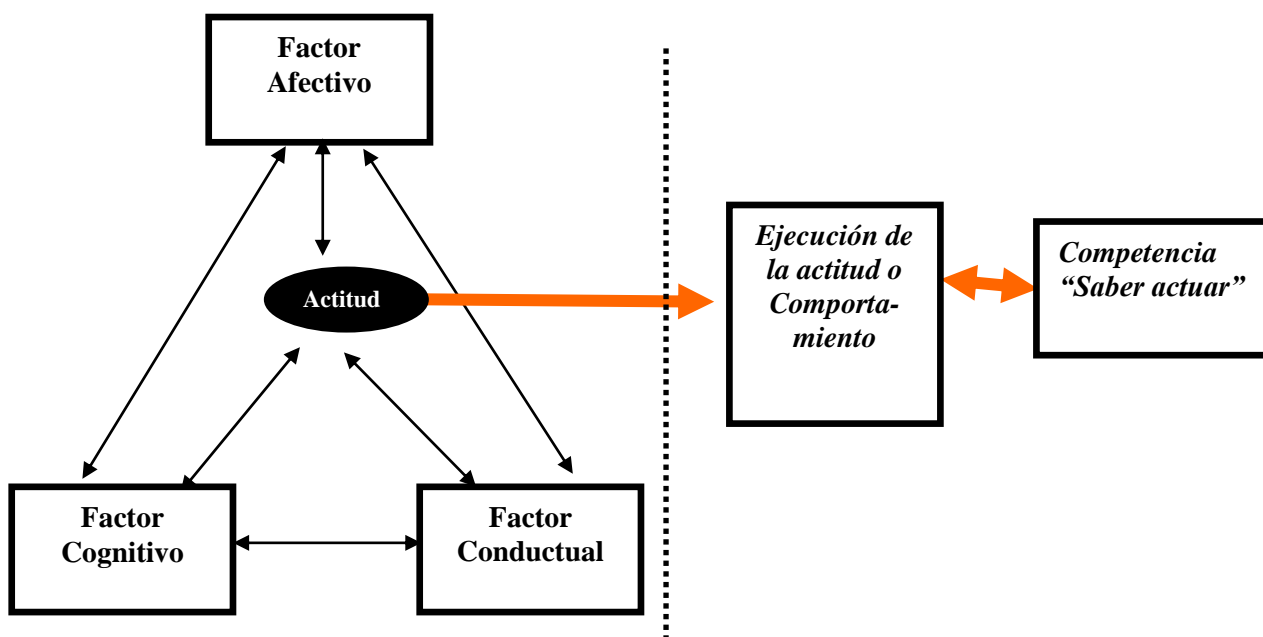 Factor
Afectivo
Actitud
Ejecución de
la actitud o
Comporta-
miento
Competencia
“Saber actuar”
Factor
Cognitivo
Factor
Conductual